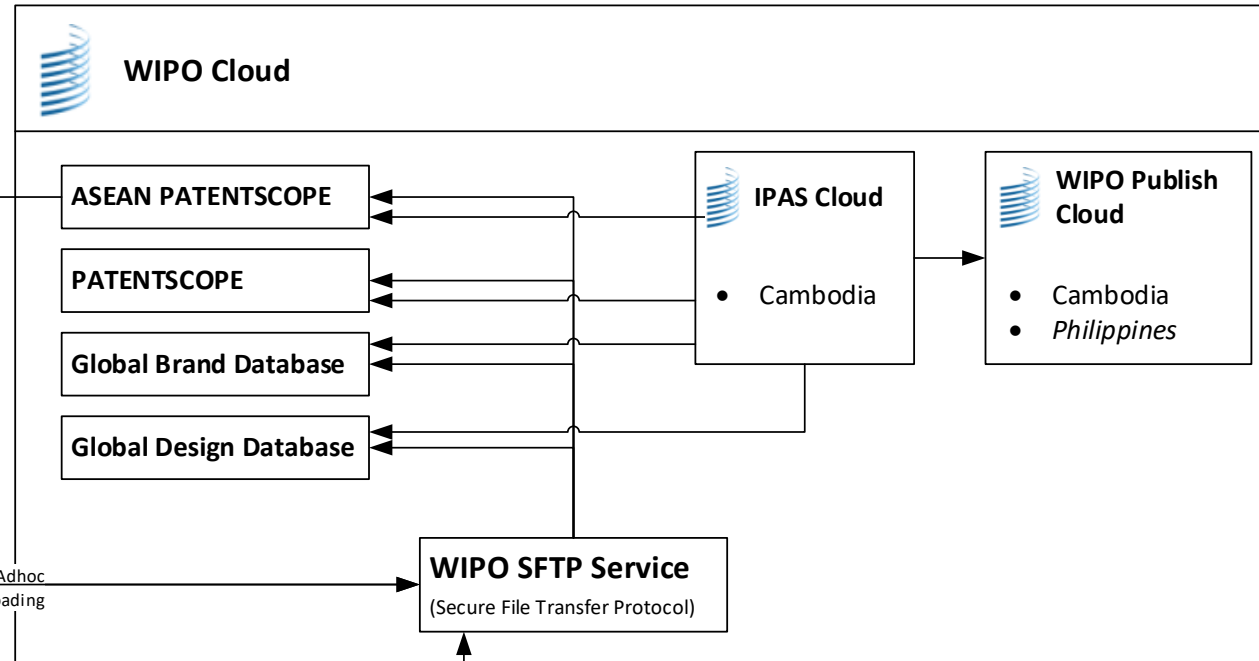 WIPO Cloud
ASEAN PATENTSCOPE
PATENTSCOPE
Global Brand Database
Global Design Database
IPAS Cloud
• Cambodia
WIPO Publish
Cloud
• Cambodia
• Philippines
Adhoc
WIPO SFTP Service
(Secure File Transfer Protocol)